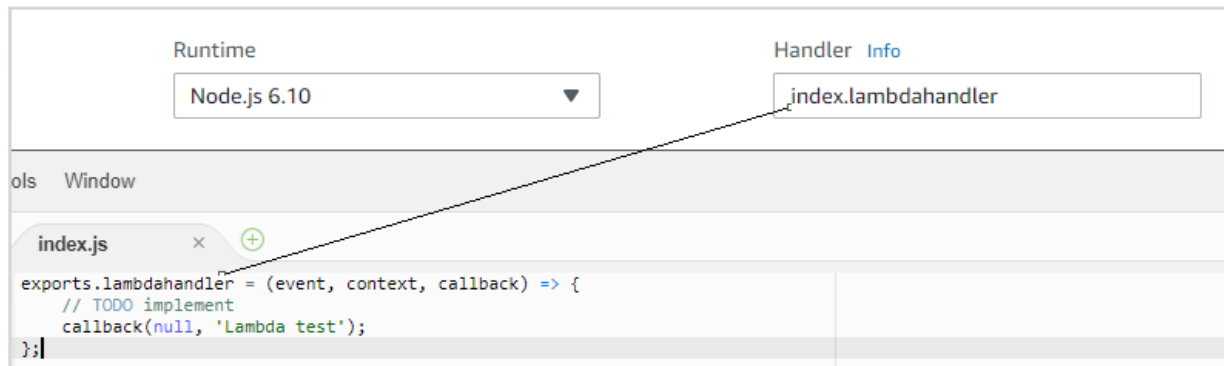 Runtime
Handler Info
Node.js 6.10
index.lambdahandler
ols Window
index.js
exports.lambdahandler = (event, context, callback) => {
    // TODO implement
    callback(null, 'Lambda test');
};